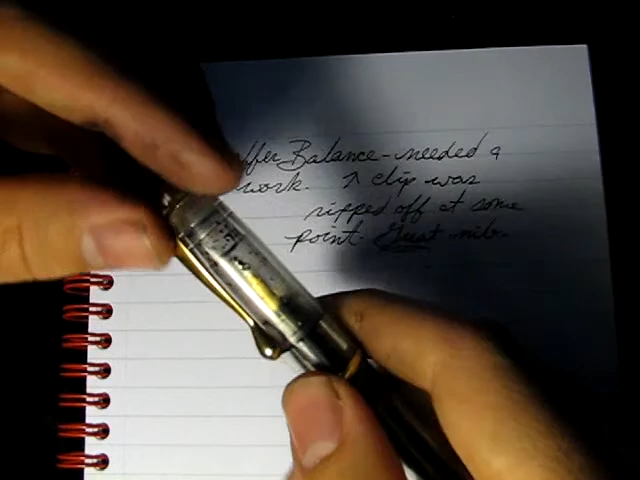 ffer Balance - needed a
work. ↗ clip was
ripped off at some
point. Great nib.